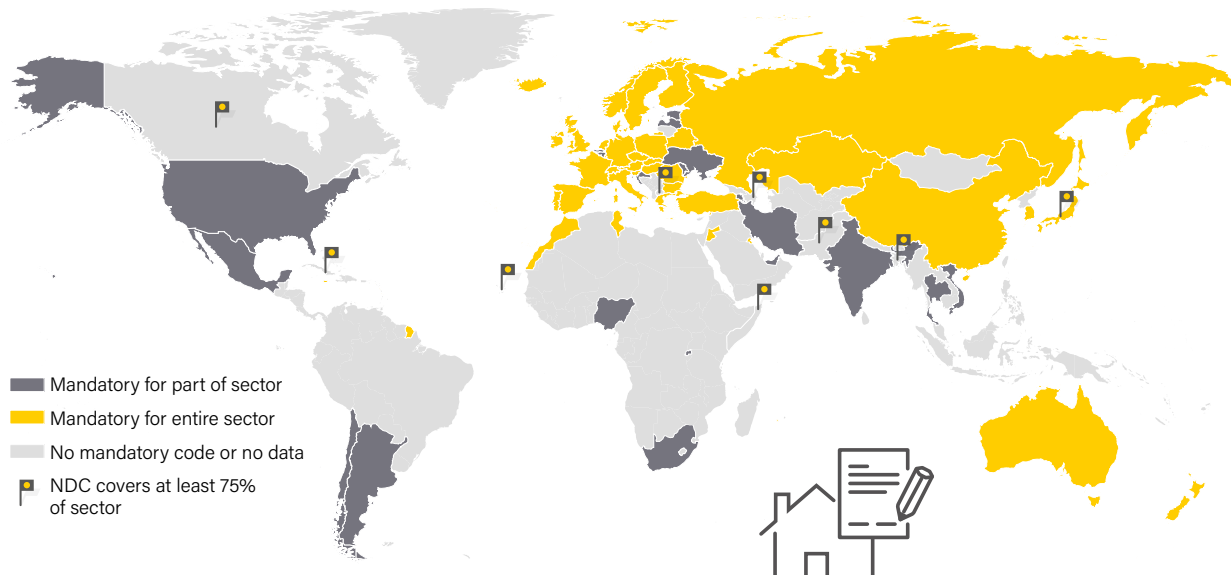 Mandatory for part of sector
Mandatory for entire sector
No mandatory code or no data
NDC covers at least 75%
of sector